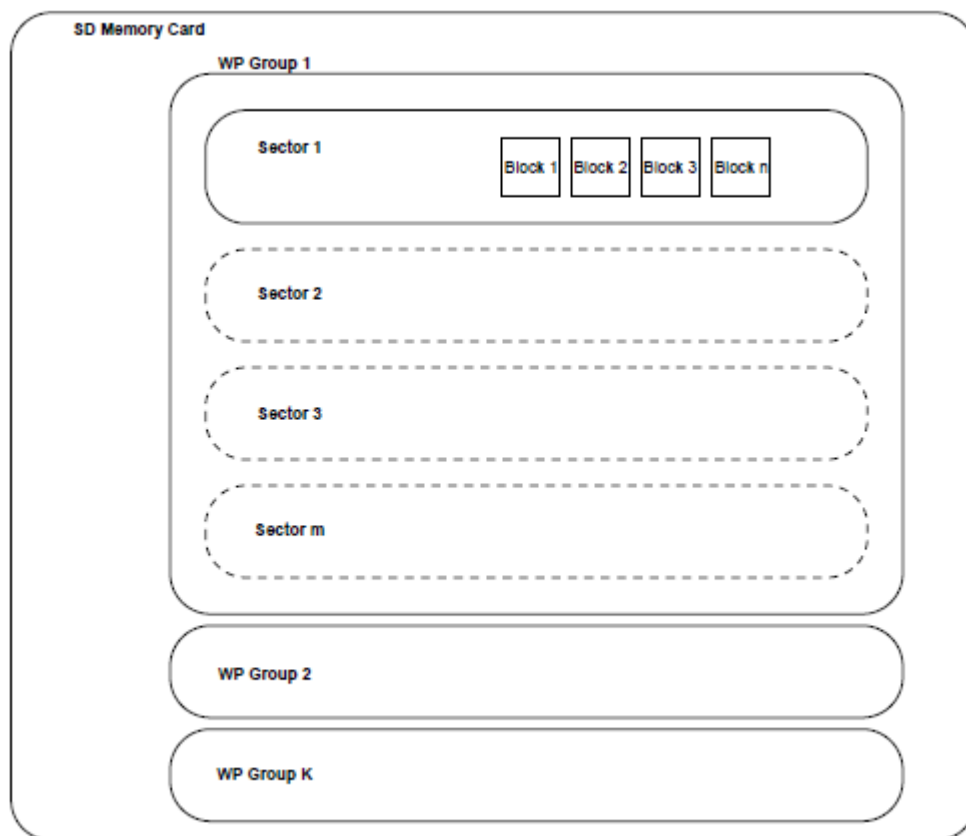 SD Memory Card
WP Group 1
Sector 1
Block 1 Block 2 Block 3 Block n
Sector 2
Sector 3
Sector m
WP Group 2
WP Group K